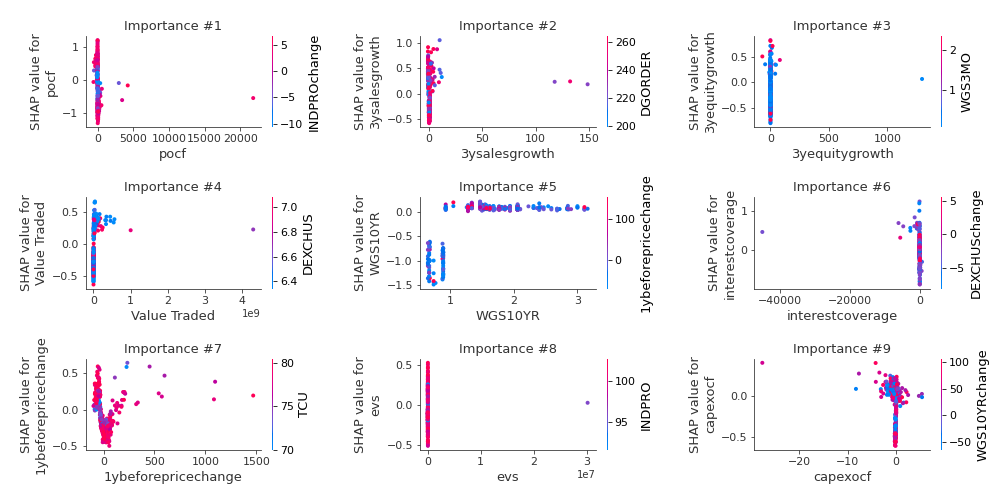 Importance #1
SHAP value for
pocf
1
0
−1
0
5000
10000
15000
20000
pocf
5
0
−5
−10
INDPROchange
Importance #2
SHAP value for
3ysalesgrowth
1.0
0.5
0.0
−0.5
0
50
100
150
3ysalesgrowth
260
240
220
200
DGORDER
Importance #3
SHAP value for
3yequitygrowth
0.5
0.0
−0.5
0
500
1000
3yequitygrowth
2
1
WGS3MO
Importance #4
SHAP value for
Value Traded
0.5
0.0
−0.5
0
1
2
3
4
1e9
Value Traded
7.0
6.8
6.6
6.4
DEXCHUS
Importance #5
SHAP value for
WGS10YR
0.0
−0.5
−1.0
−1.5
1
2
3
WGS10YR
100
0
1ybeforepricechange
Importance #6
SHAP value for
interestcoverage
1
0
−40000
−20000
0
interestcoverage
5
0
−5
DEXCHUSchange
Importance #7
SHAP value for
1ybeforepricechange
0.5
0.0
−0.5
0
500
1000
1500
1ybeforepricechange
80
75
70
TCU
Importance #8
SHAP value for
evs
0.5
0.0
−0.5
0
1
2
3
1e7
evs
100
95
INDPRO
Importance #9
SHAP value for
capexocf
0.0
−0.5
−20
−10
0
capexocf
100
50
0
−50
WGS10YRchange